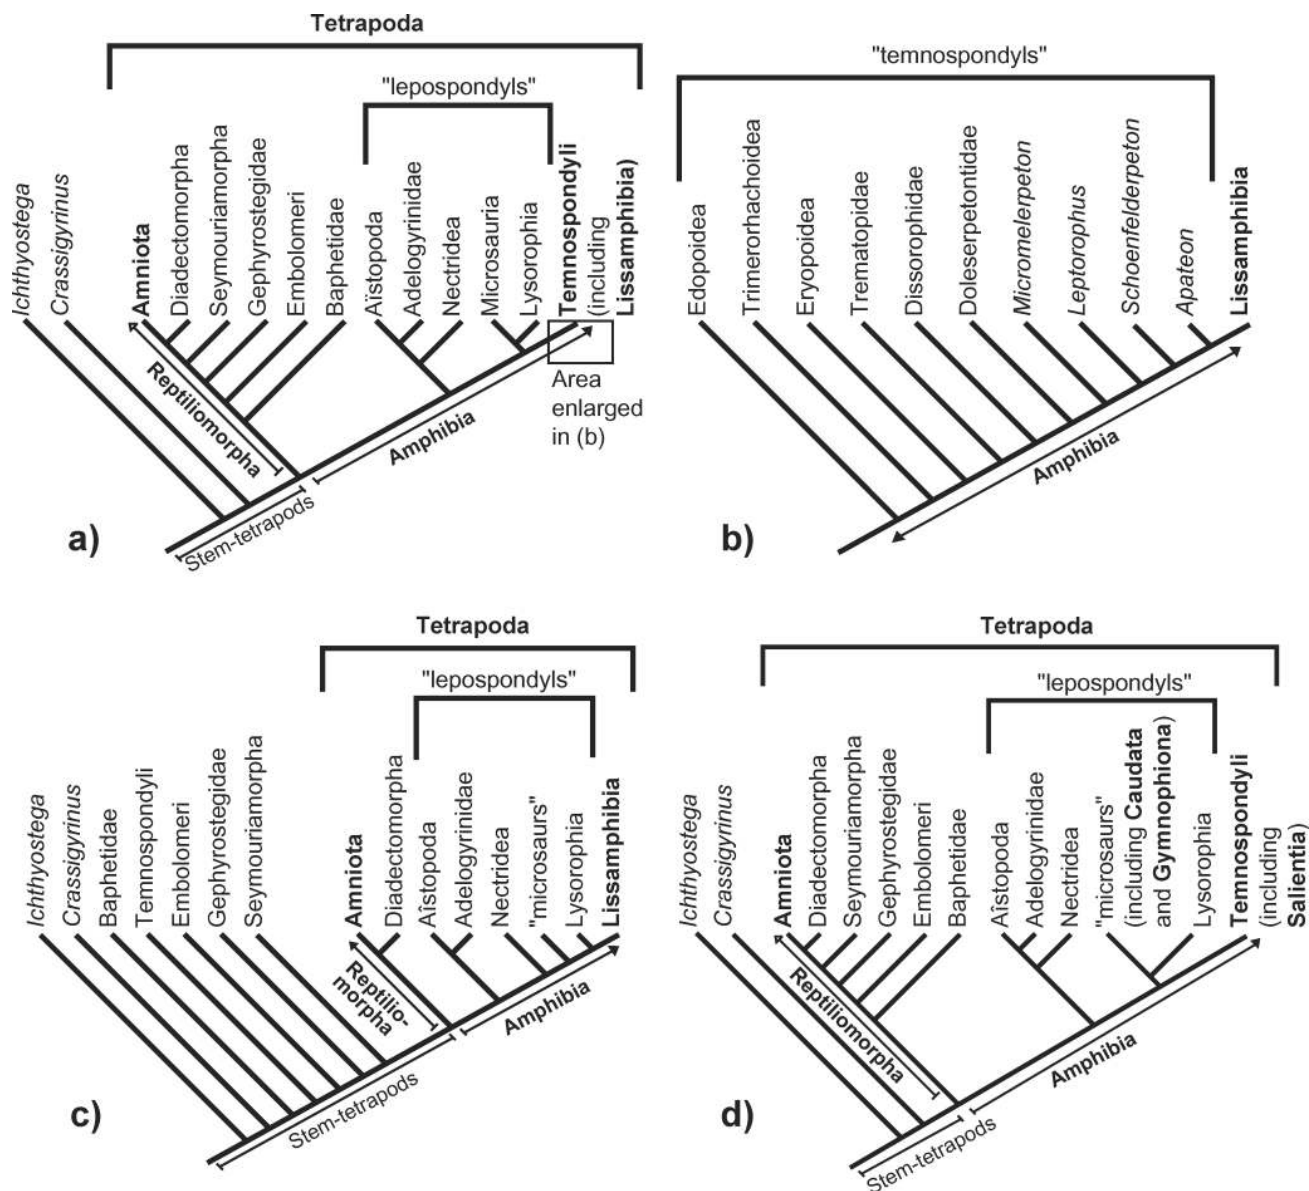 Tetrapoda
"lepospondyls"
Ichthyostega
Crassigyrinus
Amniota
Diadectomorpha
Seymouriamorpha
Gephyrostegidae
Embolomeri
Baphetidae
Aïstopoda
Adelogyrinidae
Nectridea
Microsauria
Lysorophia
Temnospondyli
(including
Lissamphibia)
Reptiliomorpha
Amphibia
Stem-tetrapods
Area
enlarged
in (b)
a)
"temnospondyls"
Edopoidea
Trimerorhachoidea
Eryopoidea
Trematopidae
Dissorophidae
Doleserpetontidae
Micromelerpeton
Leptorophus
Schoenfelderpeton
Apateon
Lissamphibia
Amphibia
b)
Tetrapoda
"lepospondyls"
Ichthyostega
Crassigyrinus
Baphetidae
Temnospondyli
Embolomeri
Gephyrostegidae
Seymouriamorpha
Amniota
Diadectomorpha
Aïstopoda
Adelogyrinidae
Nectridea
"microsaurs"
Lysorophia
Lissamphibia
Reptilio-
morpha
Amphibia
Stem-tetrapods
c)
Tetrapoda
"lepospondyls"
Ichthyostega
Crassigyrinus
Amniota
Diadectomorpha
Seymouriamorpha
Gephyrostegidae
Embolomeri
Baphetidae
Aïstopoda
Adelogyrinidae
Nectridea
"microsaurs"
(including Caudata
and Gymnophiona)
Lysorophia
Temnospondyli
(including
Salientia)
Reptiliomorpha
Amphibia
Stem-tetrapods
d)